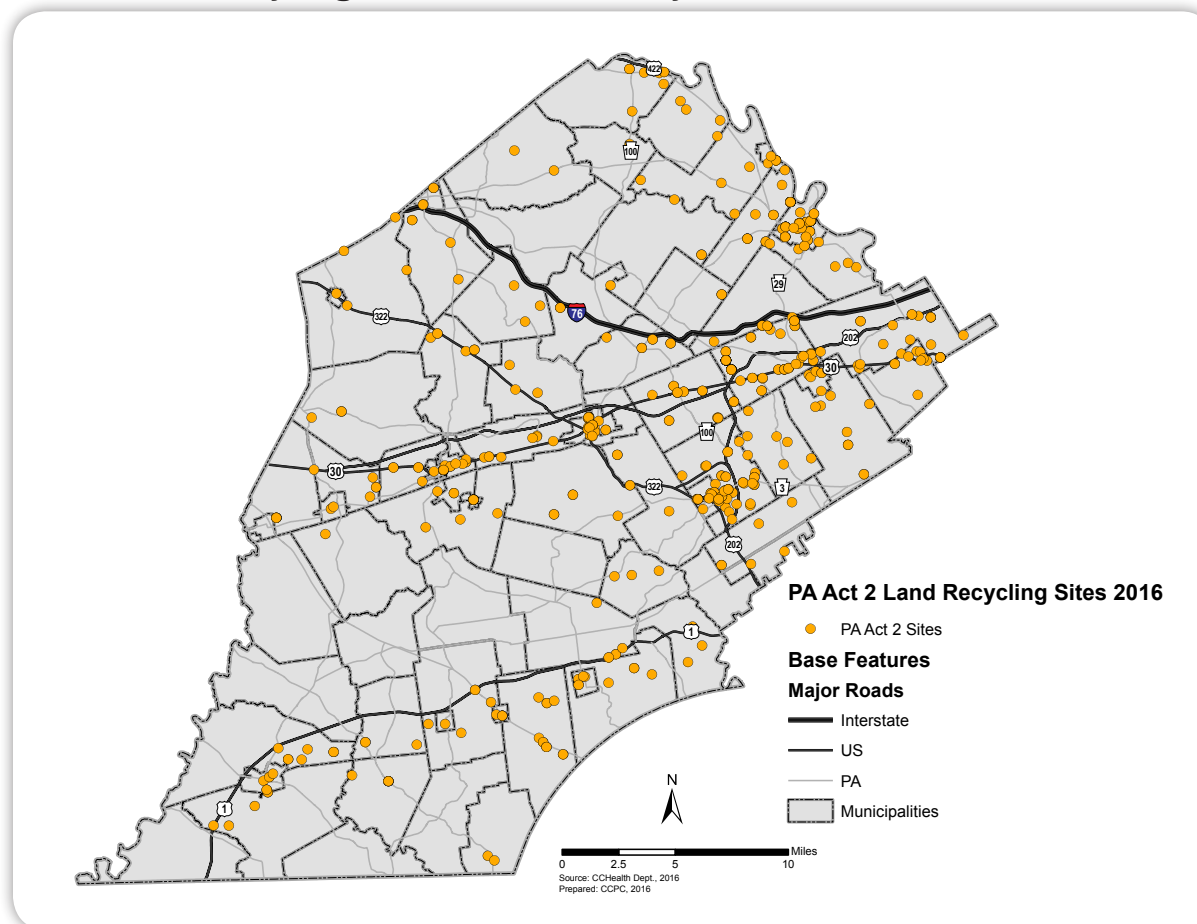 422
100
29
76
322
202
30
100
30
322
3
202
PA Act 2 Land Recycling Sites 2016
PA Act 2 Sites
1
Base Features
Major Roads
Interstate
US
N
PA
1
Municipalities
Miles
0 2.5 5 10
Source: CCHealth Dept., 2016
Prepared: CCPC, 2016